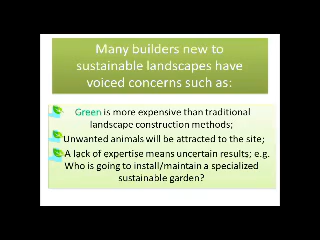 Many builders new to
sustainable landscapes have
voiced concerns such as:
Green is more expensive than traditional
landscape construction methods;
Unwanted animals will be attracted to the site;
A lack of expertise means uncertain results; e.g.
Who is going to install/maintain a specialized
sustainable garden?